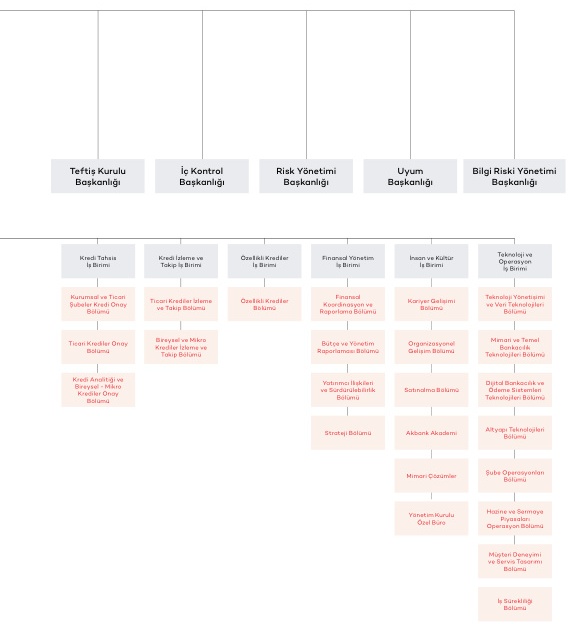 Teftiş Kurulu
Başkanlığı
İç Kontrol
Başkanlığı
Risk Yönetimi
Başkanlığı
Uyum
Başkanlığı
Bilgi Riski Yönetimi
Başkanlığı
Kredi Tahsis
İş Birimi
Kurumsal ve Ticari
Şubeler Kredi Onay
Bölümü
Ticari Krediler Onay
Bölümü
Kredi Analitiği ve
Bireysel - Mikro
Krediler Onay
Bölümü
Kredi İzleme ve
Takip İş Birimi
Ticari Krediler İzleme
ve Takip Bölümü
Bireysel ve Mikro
Krediler İzleme ve
Takip Bölümü
Özellikli Krediler
İş Birimi
Özellikli Krediler
Bölümü
Finansal Yönetim
İş Birimi
Finansal
Koordinasyon ve
Raporlama Bölümü
Bütçe ve Yönetim
Raporlaması Bölümü
Yatırımcı İlişkileri
ve Sürdürülebilirlik
Bölümü
Strateji Bölümü
İnsan ve Kültür
İş Birimi
Kariyer Gelişimi
Bölümü
Organizasyonel
Gelişim Bölümü
Satınalma Bölümü
Akbank Akademi
Mimari Çözümler
Yönetim Kurulu
Özel Büro
Teknoloji ve
Operasyon
İş Birimi
Teknoloji Yönetişimi
ve Veri Teknolojileri
Bölümü
Mimari ve Temel
Bankacılık
Teknolojileri Bölümü
Dijital Bankacılık ve
Ödeme Sistemleri
Teknolojileri Bölümü
Altyapı Teknolojileri
Bölümü
Şube Operasyonları
Bölümü
Hazine ve Sermaye
Piyasaları
Operasyon Bölümü
Müşteri Deneyimi
ve Servis Tasarımı
Bölümü
İş Sürekliliği
Bölümü